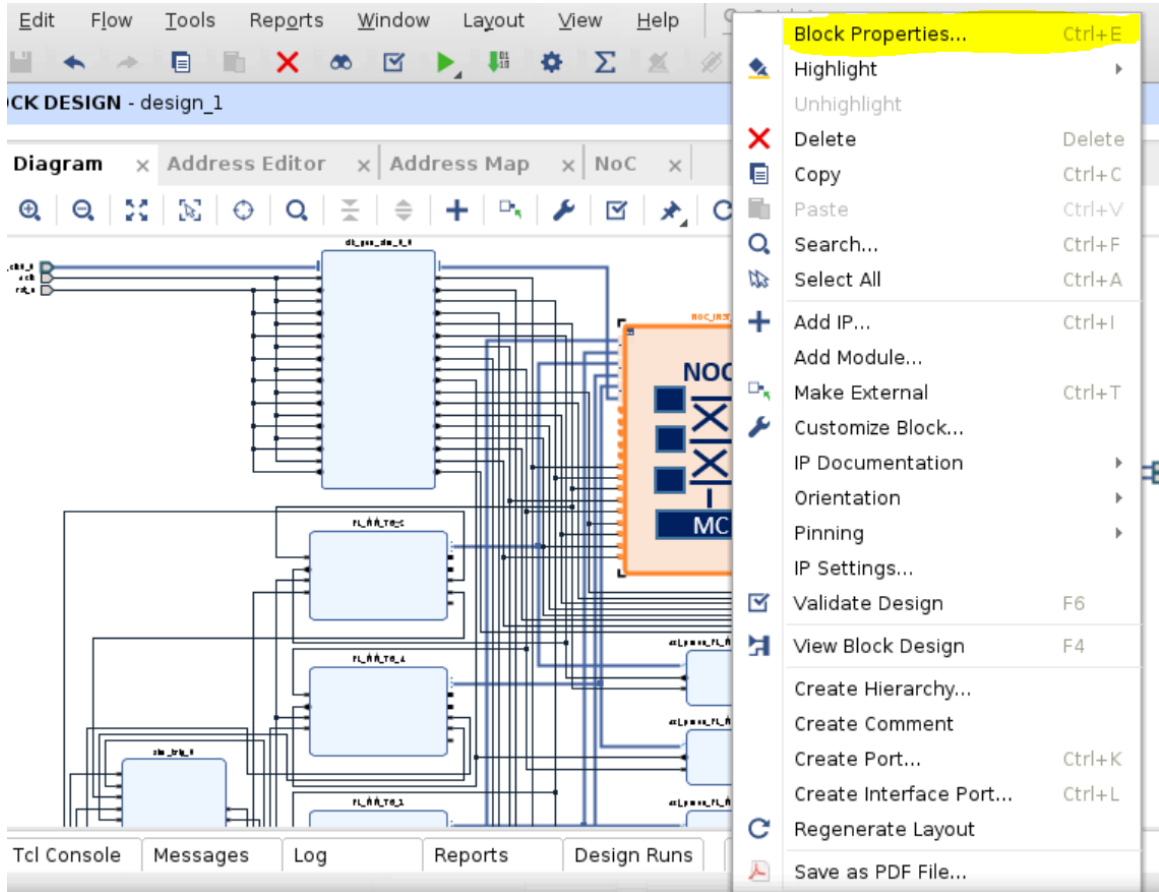 Edit Flow Tools Reports Window Layout View Help
CK DESIGN - design_1
Diagram Address Editor Address Map NoC
NOC
MC
Block Properties... Ctrl+E
Highlight
Unhighlight
Delete Delete
Copy Ctrl+C
Paste Ctrl+V
Search... Ctrl+F
Select All Ctrl+A
Add IP... Ctrl+I
Add Module...
Make External Ctrl+T
Customize Block...
IP Documentation
Orientation
Pinning
IP Settings...
Validate Design F6
View Block Design F4
Create Hierarchy...
Create Comment
Create Port... Ctrl+K
Create Interface Port... Ctrl+L
Regenerate Layout
Save as PDF File...
Tcl Console Messages Log Reports Design Runs